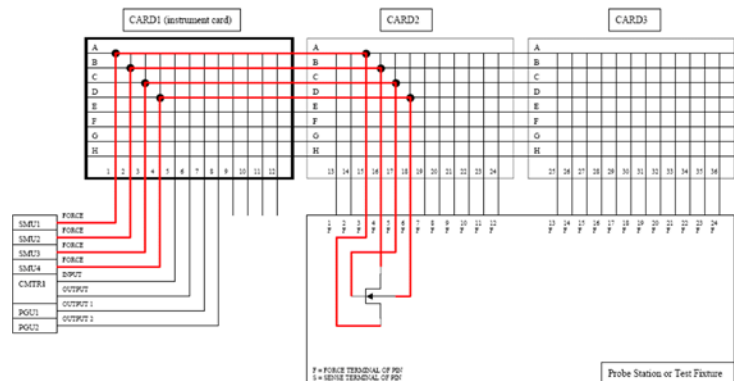 CARD1 (instrument card)
CARD2
CARD3
A
B
C
D
E
F
G
H
1 2 3 4 5 6 7 8 9 10 11 12
A
B
C
D
E
F
G
H
13 14 15 16 17 18 19 20 21 22 23 24
A
B
C
D
E
F
G
H
25 26 27 28 29 30 31 32 33 34 35 36
SMU1 FORCE
SMU2 FORCE
SMU3 FORCE
SMU4 FORCE
CMTR1 INPUT
OUTPUT
PGU1 OUTPUT 1
PGU2 OUTPUT 2
1 2 3 4 5 6 7 8 9 10 11 12
F F F F F F F F F F F F
13 14 15 16 17 18 19 20 21 22 23 24
F F F F F F F F F F F F
F = FORCE TERMINAL OF PIN
S = SENSE TERMINAL OF PIN
Probe Station or Test Fixture